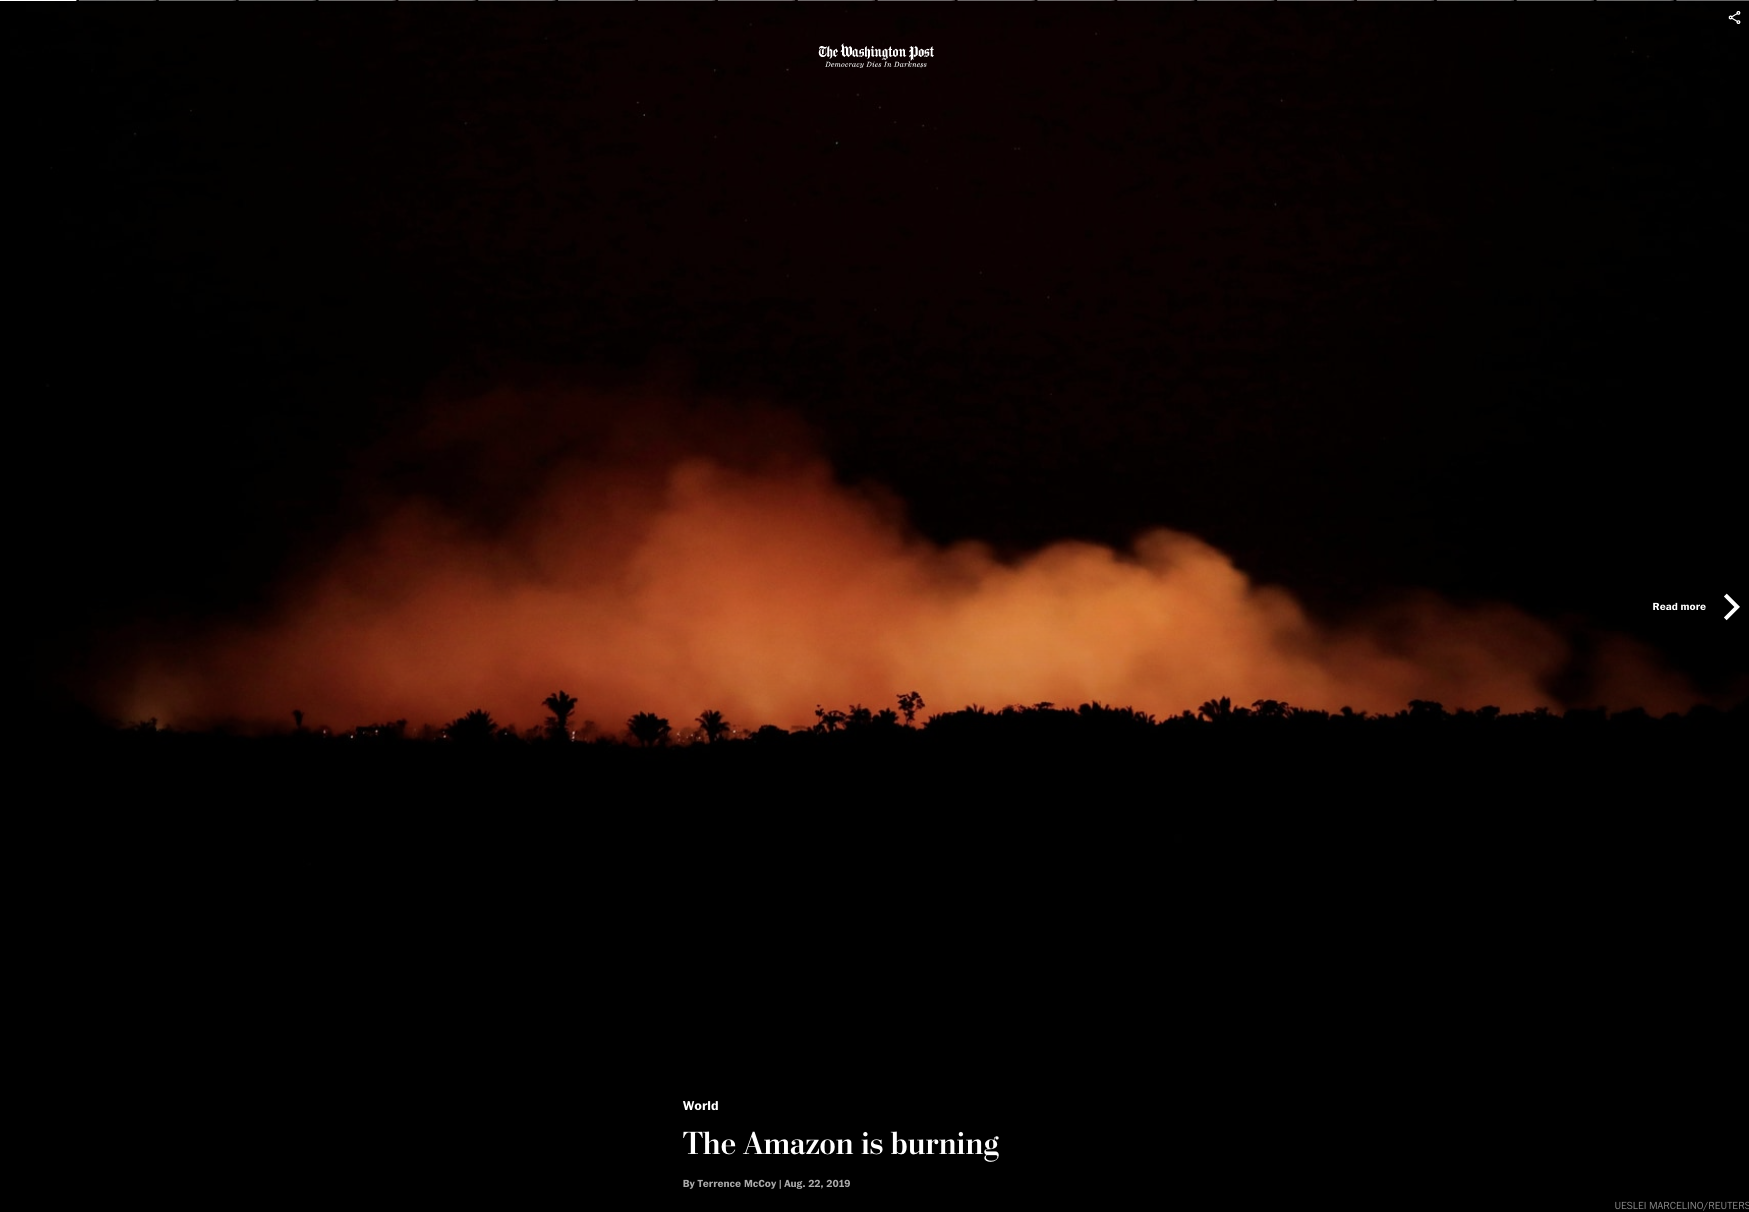 The Washington Post
Democracy Dies In Darkness
Read more
World
The Amazon is burning
By Terrence McCoy | Aug. 22, 2019
UESLEI MARCELINO/REUTERS